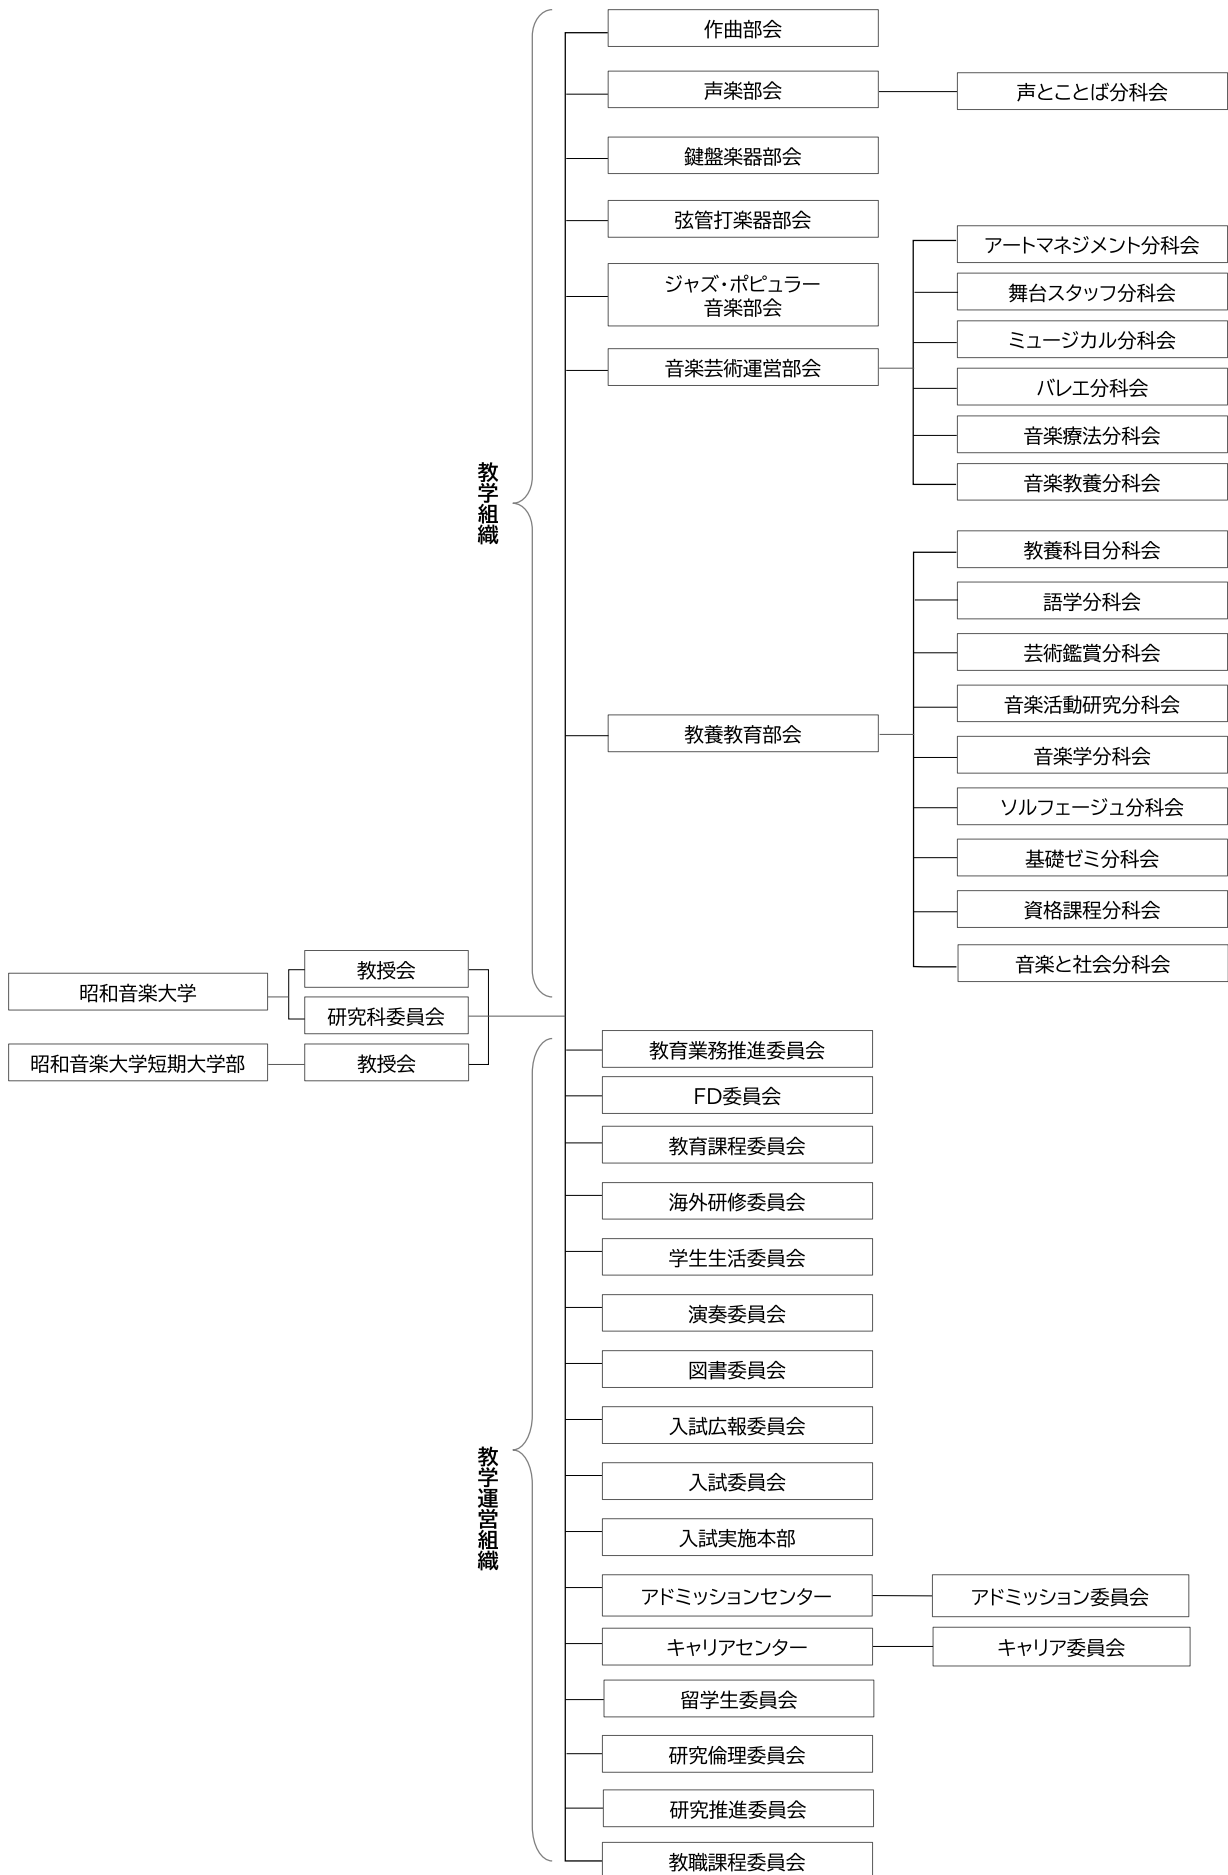 作曲部会
声楽部会
声とことば分科会
鍵盤楽器部会
弦管打楽器部会
ジャズ・ポピュラー
音楽部会
音楽芸術運営部会
アートマネジメント分科会
舞台スタッフ分科会
ミュージカル分科会
バレエ分科会
音楽療法分科会
音楽教養分科会
教学組織
教養教育部会
教養科目分科会
語学分科会
芸術鑑賞分科会
音楽活動研究分科会
音楽学分科会
ソルフェージュ分科会
基礎ゼミ分科会
資格課程分科会
音楽と社会分科会
昭和音楽大学
教授会
研究科委員会
昭和音楽大学短期大学部
教授会
教学運営組織
教育業務推進委員会
FD委員会
教育課程委員会
海外研修委員会
学生生活委員会
演奏委員会
図書委員会
入試広報委員会
入試委員会
入試実施本部
アドミッションセンター
アドミッション委員会
キャリアセンター
キャリア委員会
留学生委員会
研究倫理委員会
研究推進委員会
教職課程委員会